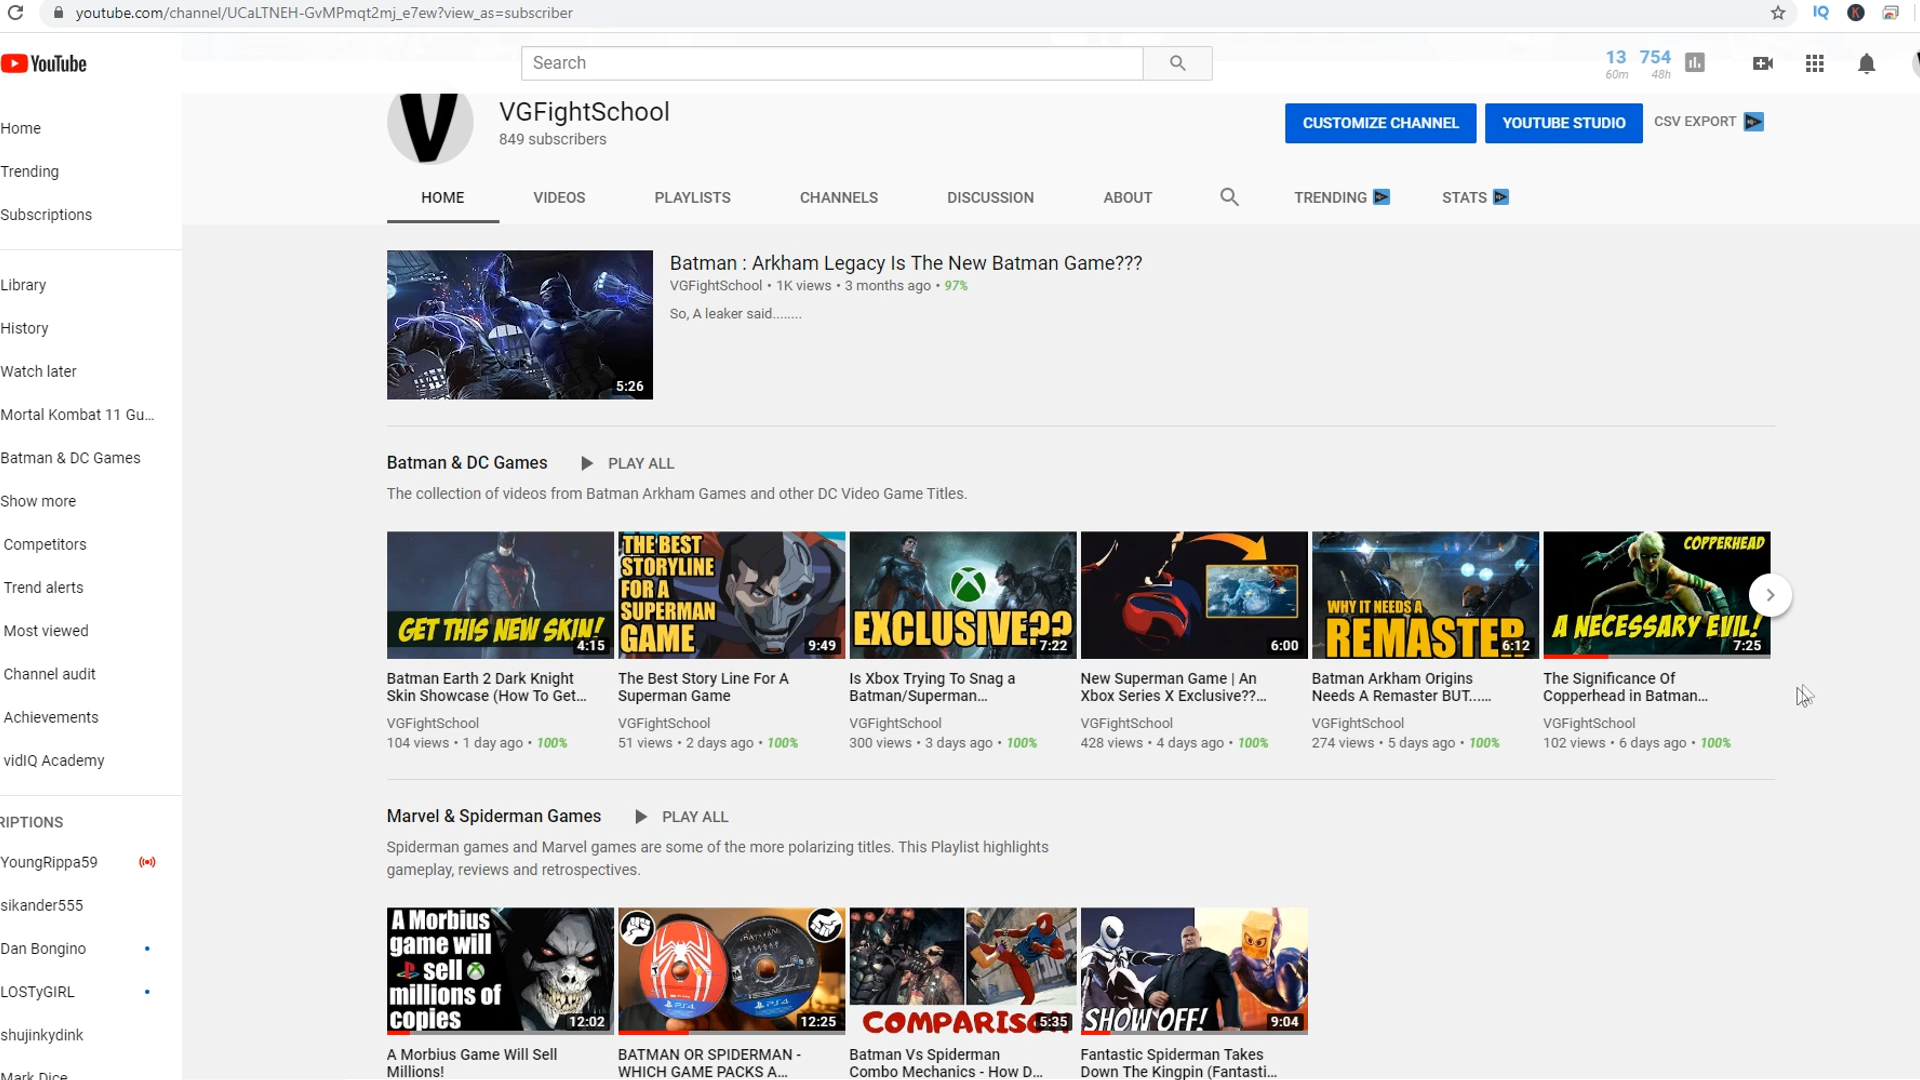 youtube.com/channel/UCaLTNEH-GvMPmqt2mj_e7ew?view_as=subscriber
IQ
K
YouTube
Search
13 754
60m 48h
Home
Trending
Subscriptions
Library
History
Watch later
Mortal Kombat 11 Gu...
Batman & DC Games
Show more
Competitors
Trend alerts
Most viewed
Channel audit
Achievements
vidIQ Academy
RIPTIONS
YoungRippa59
sikander555
Dan Bongino
LOSTyGIRL
shujinkydink
Mark Dice
V
VGFightSchool
849 subscribers
CUSTOMIZE CHANNEL
YOUTUBE STUDIO
CSV EXPORT
HOME
VIDEOS
PLAYLISTS
CHANNELS
DISCUSSION
ABOUT
TRENDING
STATS
5:26
Batman : Arkham Legacy Is The New Batman Game???
VGFightSchool • 1K views • 3 months ago • 97%
So, A leaker said........
Batman & DC Games
PLAY ALL
The collection of videos from Batman Arkham Games and other DC Video Game Titles.
GET THIS NEW SKIN!
4:15
Batman Earth 2 Dark Knight
Skin Showcase (How To Get...
VGFightSchool
104 views • 1 day ago • 100%
THE BEST
STORYLINE
FOR A
SUPERMAN
GAME
9:49
The Best Story Line For A
Superman Game
VGFightSchool
51 views • 2 days ago • 100%
EXCLUSIVE??
7:22
Is Xbox Trying To Snag a
Batman/Superman...
VGFightSchool
300 views • 3 days ago • 100%
6:00
New Superman Game | An
Xbox Series X Exclusive??...
VGFightSchool
428 views • 4 days ago • 100%
WHY IT NEEDS A
REMASTER..
6:12
Batman Arkham Origins
Needs A Remaster BUT......
VGFightSchool
274 views • 5 days ago • 100%
COPPERHEAD
A NECESSARY EVIL!
7:25
The Significance Of
Copperhead in Batman...
VGFightSchool
102 views • 6 days ago • 100%
Marvel & Spiderman Games
PLAY ALL
Spiderman games and Marvel games are some of the more polarizing titles. This Playlist highlights
gameplay, reviews and retrospectives.
A Morbius
game will
sell
millions of
copies
12:02
A Morbius Game Will Sell
Millions!
PS4
PS4
12:25
BATMAN OR SPIDERMAN -
WHICH GAME PACKS A...
COMPARISON
5:35
Batman Vs Spiderman
Combo Mechanics - How D...
SHOW OFF!
9:04
Fantastic Spiderman Takes
Down The Kingpin (Fantasti...